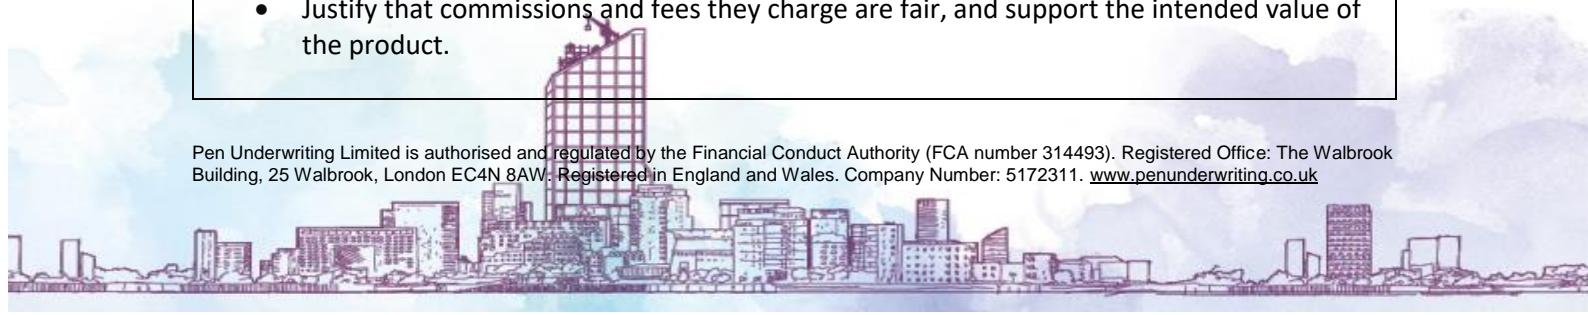 • Justify that commissions and fees they charge are fair, and support the intended value of
the product.
Pen Underwriting Limited is authorised and regulated by the Financial Conduct Authority (FCA number 314493). Registered Office: The Walbrook
Building, 25 Walbrook, London EC4N 8AW. Registered in England and Wales. Company Number: 5172311. www.penunderwriting.co.uk